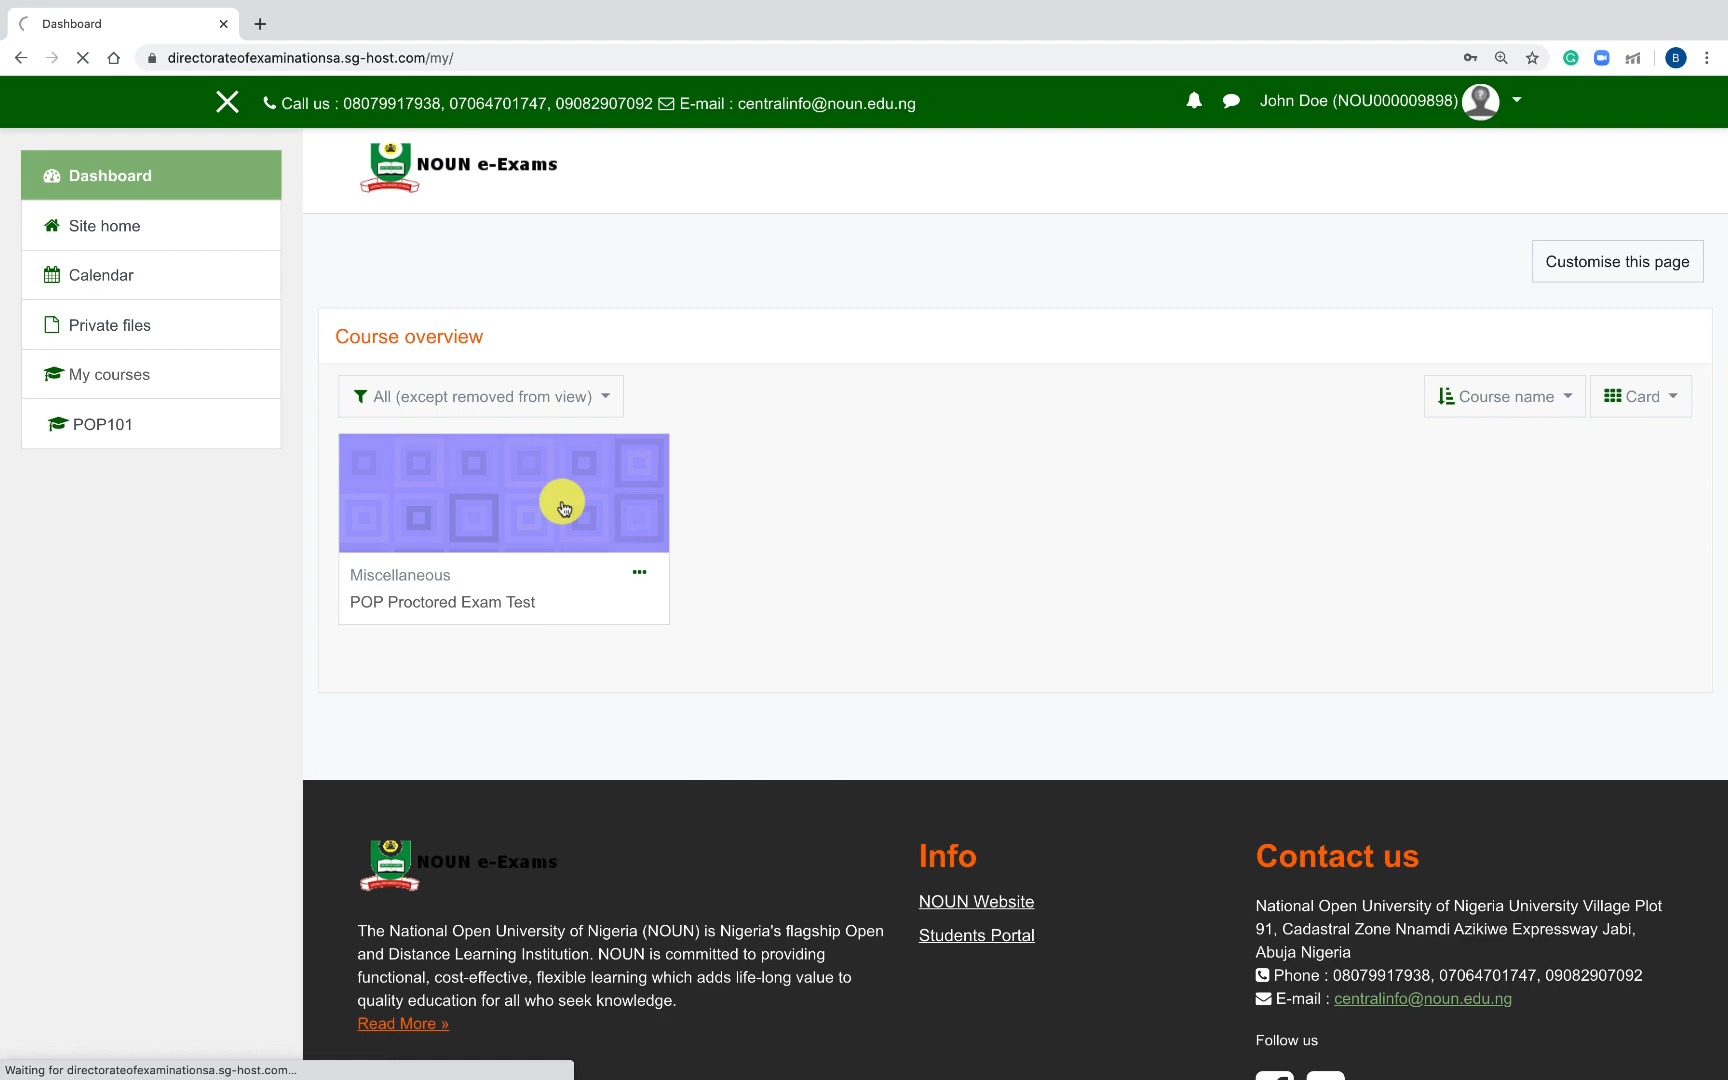 Dashboard
directorateofexaminationsa.sg-host.com/my/
B
Call us : 08079917938, 07064701747, 09082907092 E-mail : centralinfo@noun.edu.ng
John Doe (NOU000009898)
Dashboard
Site home
Calendar
Private files
My courses
POP101
NOUN e-Exams
Customise this page
Course overview
All (except removed from view)
Course name
Card
Miscellaneous
POP Proctored Exam Test
NOUN e-Exams
The National Open University of Nigeria (NOUN) is Nigeria's flagship Open
and Distance Learning Institution. NOUN is committed to providing
functional, cost-effective, flexible learning which adds life-long value to
quality education for all who seek knowledge.
Read More »
Info
NOUN Website
Students Portal
Contact us
National Open University of Nigeria University Village Plot
91, Cadastral Zone Nnamdi Azikiwe Expressway Jabi,
Abuja Nigeria
Phone : 08079917938, 07064701747, 09082907092
E-mail : centralinfo@noun.edu.ng
Follow us
Waiting for directorateofexaminationsa.sg-host.com...